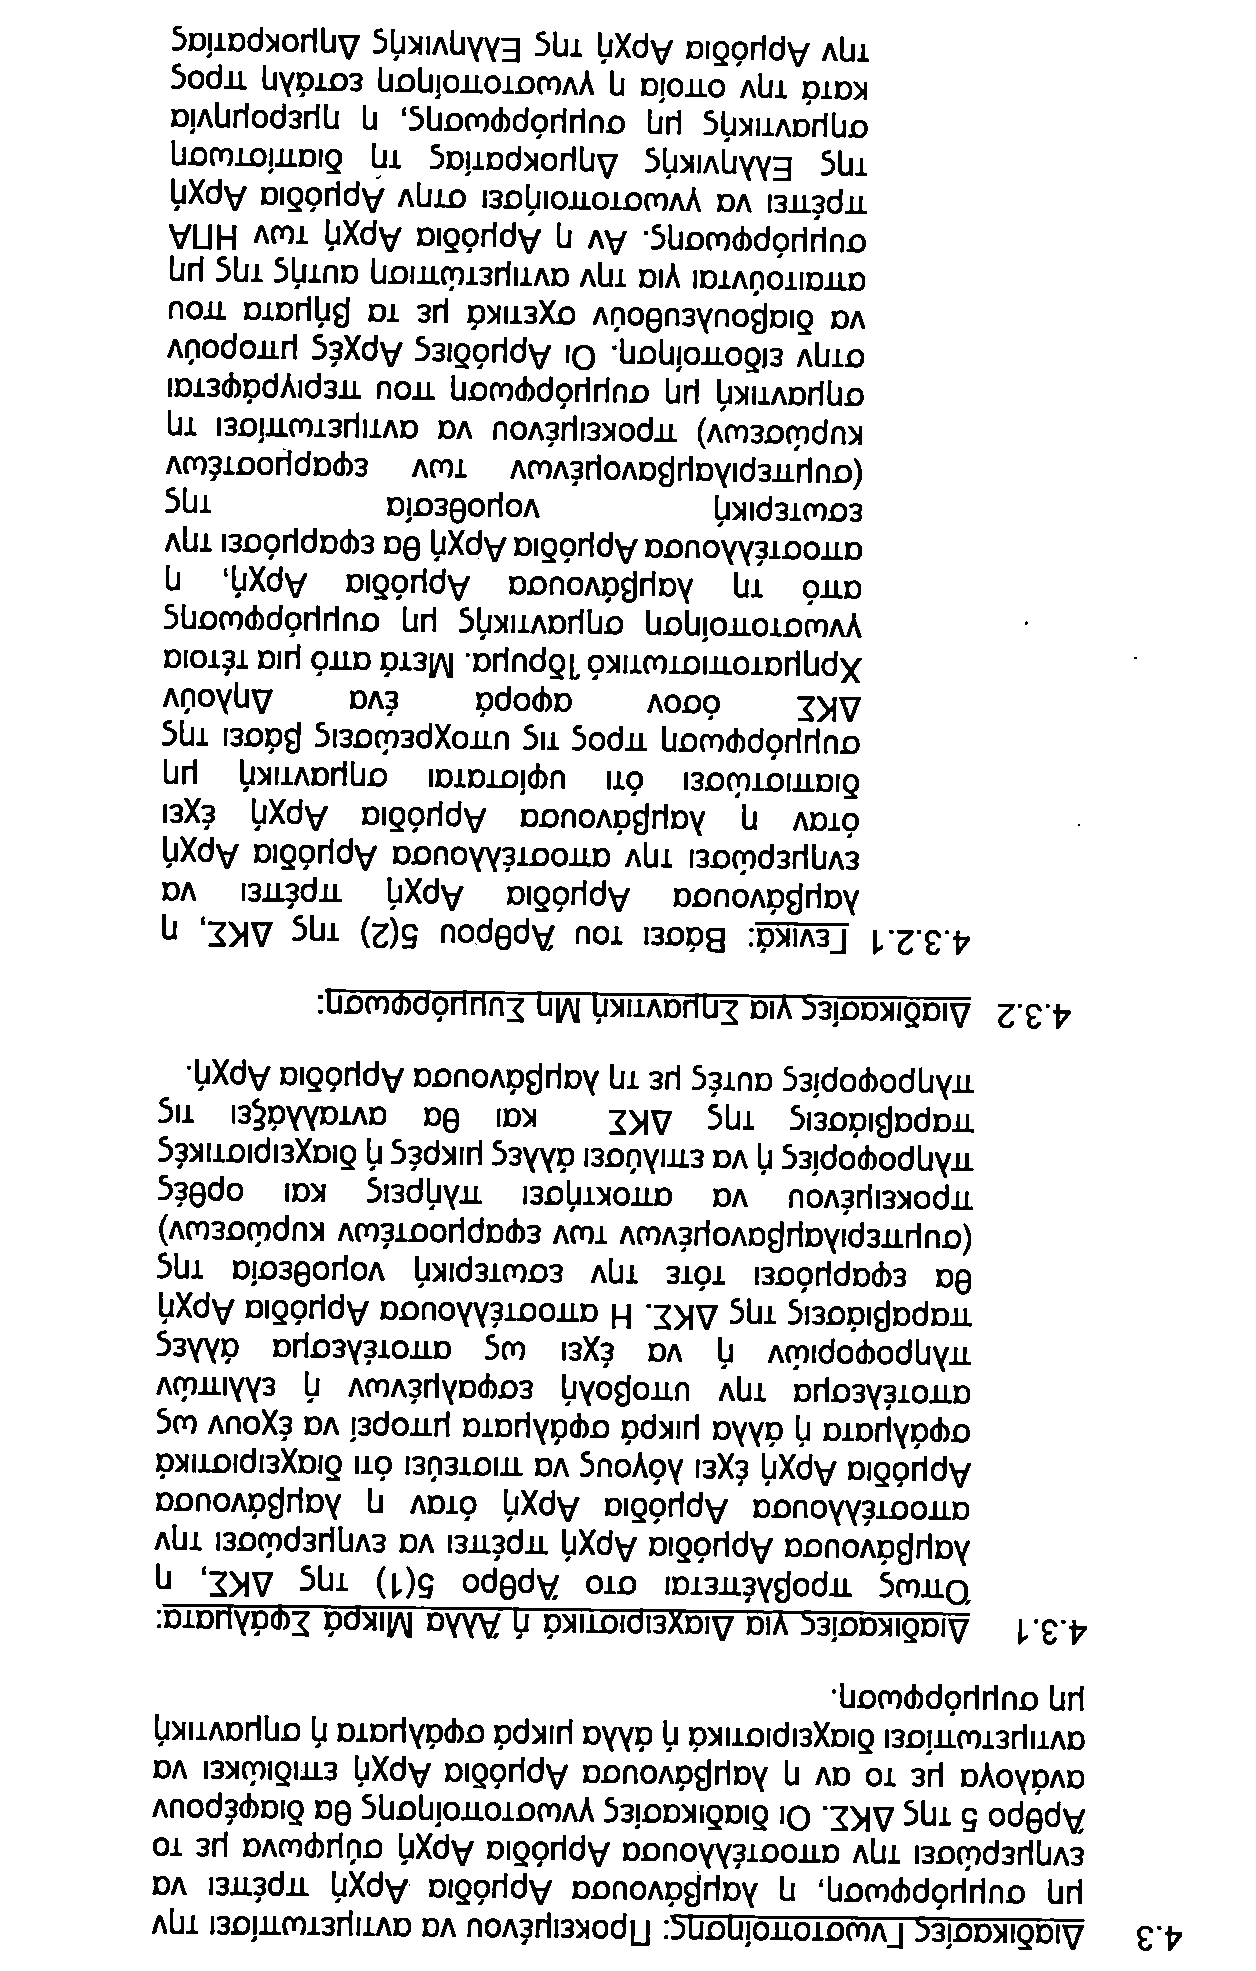 4.3 Διαδικασίες Γνωστοποίησης: Προκειμένου να αντιμετωπίσει την
μη συμμόρφωση, η λαμβάνουσα Αρμόδια Αρχή πρέπει να
ενημερώσει την αποστέλλουσα Αρμόδια Αρχή σύμφωνα με το
Άρθρο 5 της ΔΚΣ. Οι διαδικασίες γνωστοποίησης θα διαφέρουν
ανάλογα με το αν η λαμβάνουσα Αρμόδια Αρχή επιδιώκει να
αντιμετωπίσει διαχειριστικά ή άλλα μικρά σφάλματα ή σημαντική
μη συμμόρφωση.
4.3.1 Διαδικασίες για Διαχειριστικά ή Άλλα Μικρά Σφάλματα:
Όπως προβλέπεται στο Άρθρο 5(1) της ΔΚΣ, η
λαμβάνουσα Αρμόδια Αρχή πρέπει να ενημερώσει την
αποστέλλουσα Αρμόδια Αρχή όταν η λαμβάνουσα
Αρμόδια Αρχή έχει λόγους να πιστεύει ότι διαχειριστικά
σφάλματα ή άλλα μικρά σφάλματα μπορεί να έχουν ως
αποτέλεσμα την υποβολή εσφαλμένων ή ελλιπών
πληροφοριών ή να έχει ως αποτέλεσμα άλλες
παραβιάσεις της ΔΚΣ. Η αποστέλλουσα Αρμόδια Αρχή
θα εφαρμόσει τότε την εσωτερική νομοθεσία της
(συμπεριλαμβανομένων των εφαρμοστέων κυρώσεων)
προκειμένου να αποκτήσει πλήρεις και ορθές
πληροφορίες ή να επιλύσει άλλες μικρές ή διαχειριστικές
παραβιάσεις της ΔΚΣ και θα ανταλλάξει τις
πληροφορίες αυτές με τη λαμβάνουσα Αρμόδια Αρχή.
4.3.2 Διαδικασίες για Σημαντική Μη Συμμόρφωση:
4.3.2.1 Γενικά: Βάσει του Άρθρου 5(2) της ΔΚΣ, η
λαμβάνουσα Αρμόδια Αρχή πρέπει να
ενημερώσει την αποστέλλουσα Αρμόδια Αρχή
όταν η λαμβάνουσα Αρμόδια Αρχή έχει
διαπιστώσει ότι υφίσταται σημαντική μη
συμμόρφωση προς τις υποχρεώσεις βάσει της
ΔΚΣ όσον αφορά ένα Δηλούν
Χρηματοπιστωτικό Ίδρυμα. Μετά από μια τέτοια
γνωστοποίηση σημαντικής μη συμμόρφωσης
από τη λαμβάνουσα Αρμόδια Αρχή, η
αποστέλλουσα Αρμόδια Αρχή θα εφαρμόσει την
εσωτερική νομοθεσία της
(συμπεριλαμβανομένων των εφαρμοστέων
κυρώσεων) προκειμένου να αντιμετωπίσει τη
σημαντική μη συμμόρφωση που περιγράφεται
στην ειδοποίηση. Οι Αρμόδιες Αρχές μπορούν
να διαβουλευθούν σχετικά με τα βήματα που
απαιτούνται για την αντιμετώπιση αυτής της μη
συμμόρφωσης. Αν η Αρμόδια Αρχή των ΗΠΑ
πρέπει να γνωστοποιήσει στην Αρμόδια Αρχή
της Ελληνικής Δημοκρατίας τη διαπίστωση
σημαντικής μη συμμόρφωσης, η ημερομηνία
κατά την οποία η γνωστοποίηση εστάλη προς
την Αρμόδια Αρχή της Ελληνικής Δημοκρατίας